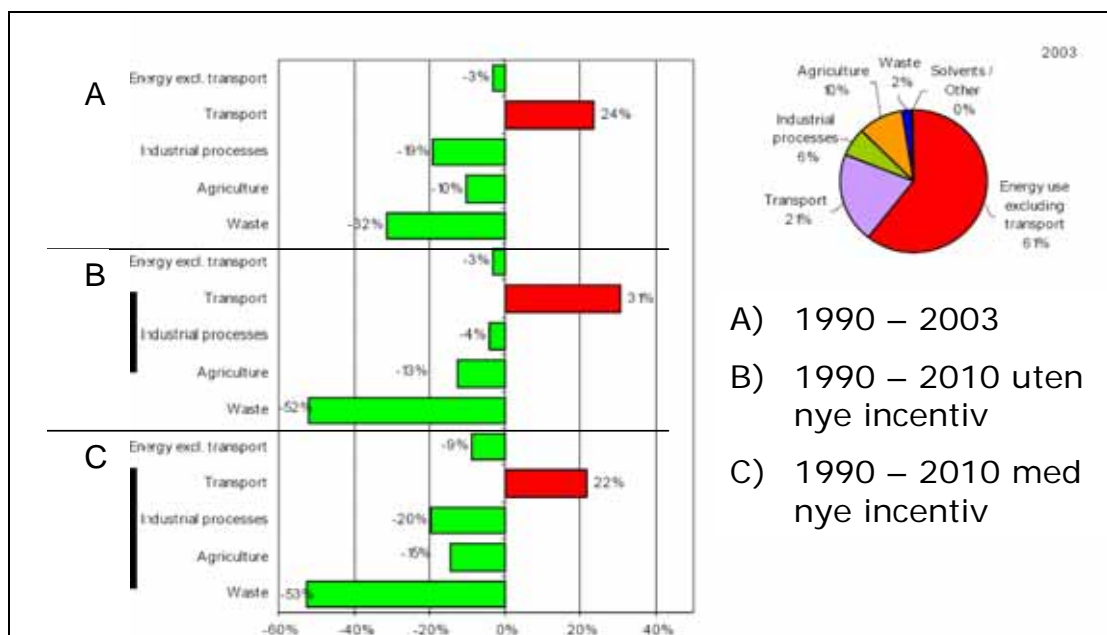 A
Energy excl. transport
-3%
Transport
24%
Industrial processes
-19%
Agriculture
-10%
Waste
-32%
B
Energy excl. transport
-3%
Transport
31%
Industrial processes
-4%
Agriculture
-13%
Waste
-52%
C
Energy excl. transport
-9%
Transport
22%
Industrial processes
-20%
Agriculture
-15%
Waste
-53%
-60% -40% -20% 0% 20% 40%
2003
Waste
2%
Solvents /
Other
0%
Agriculture
10%
Industrial
processes
6%
Transport
21%
Energy use
excluding
transport
61%
A) 1990 – 2003
B) 1990 – 2010 uten
nye incentiv
C) 1990 – 2010 med
nye incentiv